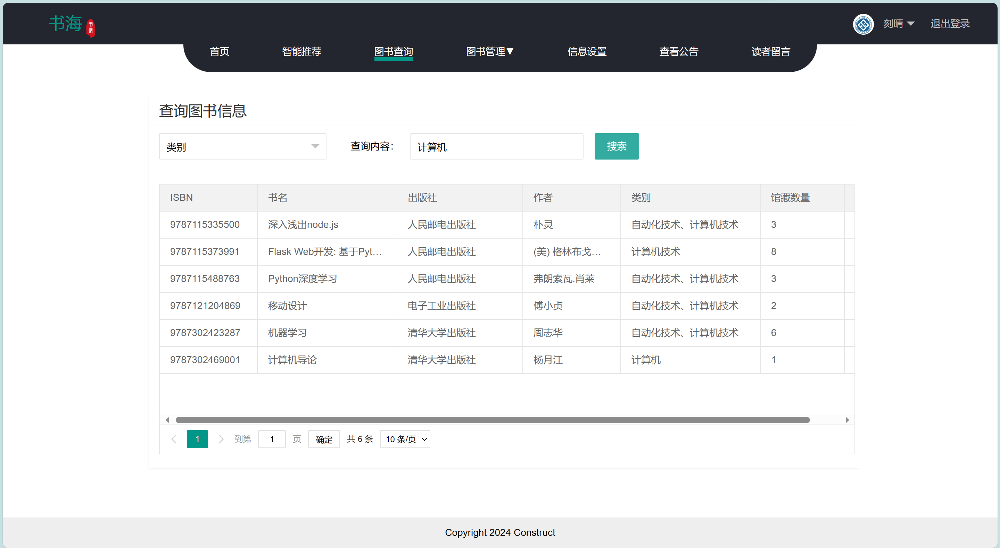 书海 书海 刻晴 退出登录
首页 智能推荐 图书查询 图书管理▼ 信息设置 查看公告 读者留言
查询图书信息
类别 查询内容： 计算机 搜索
ISBN 书名 出版社 作者 类别 馆藏数量
9787115335500 深入浅出node.js 人民邮电出版社 朴灵 自动化技术、计算机技术 3
9787115373991 Flask Web开发: 基于Pyt… 人民邮电出版社 (美) 格林布戈… 计算机技术 8
9787115488763 Python深度学习 人民邮电出版社 弗朗索瓦.肖莱 自动化技术、计算机技术 3
9787121204869 移动设计 电子工业出版社 傅小贞 自动化技术、计算机技术 2
9787302423287 机器学习 清华大学出版社 周志华 自动化技术、计算机技术 6
9787302469001 计算机导论 清华大学出版社 杨月江 计算机 1
1 到第 1 页 确定 共 6 条 10 条/页
Copyright 2024 Construct